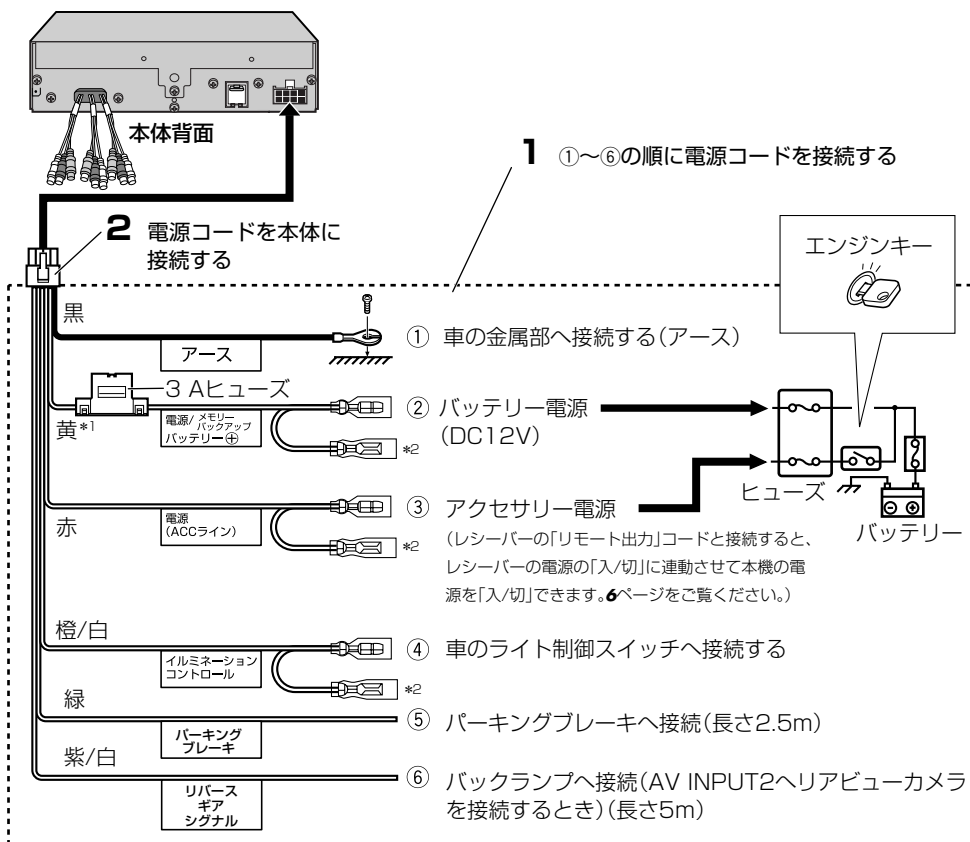 本体背面
1 ①～⑥の順に電源コードを接続する
2 電源コードを本体に
接続する
エンジンキー
黒
アース
① 車の金属部へ接続する(アース)
3 Aヒューズ
黄*1
電源/メモリーバックアップ
バッテリー⊕
*2
② バッテリー電源
(DC12V)
ヒューズ
バッテリー
赤
電源
(ACCライン)
*2
③ アクセサリー電源
(レシーバーの「リモート出力」コードと接続すると、
レシーバーの電源の「入/切」に連動させて本機の電
源を「入/切」できます。6ページをご覧ください。)
橙/白
イルミネーション
コントロール
*2
④ 車のライト制御スイッチへ接続する
緑
パーキング
ブレーキ
⑤ パーキングブレーキへ接続(長さ2.5m)
紫/白
リバース
ギア
シグナル
⑥ バックランプへ接続(AV INPUT2へリアビューカメラ
を接続するとき)(長さ5m)